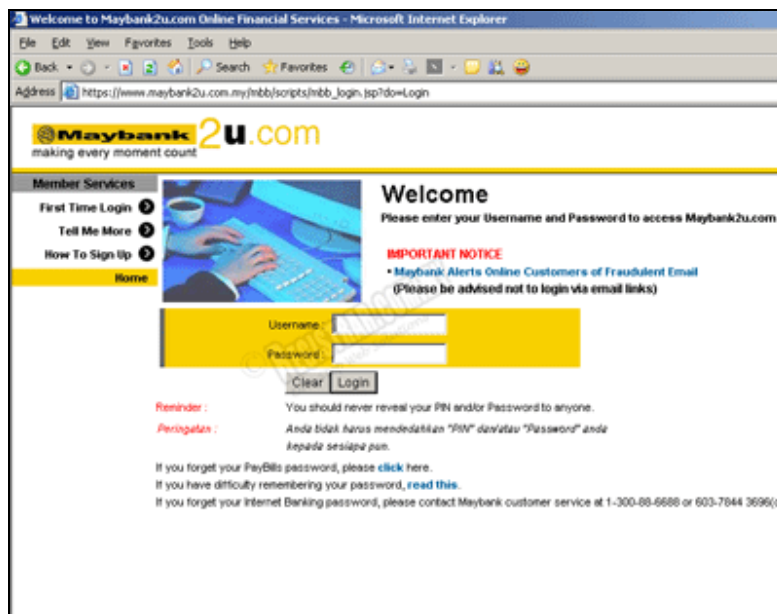 Welcome to Maybank2u.com Online Financial Services - Microsoft Internet Explorer
File Edit View Favorites Tools Help
Back Search Favorites
Address https://www.maybank2u.com.my/mbb/scripts/mbb_login.jsp?do=Login
Maybank 2u.com
making every moment count
Member Services
First Time Login
Tell Me More
How To Sign Up
Home
Welcome
Please enter your Username and Password to access Maybank2u.com
IMPORTANT NOTICE
• Maybank Alerts Online Customers of Fraudulent Email
(Please be advised not to login via email links)
Username :
Password :
Clear Login
Reminder : You should never reveal your PIN and/or Password to anyone.
Peringatan : Anda tidak harus mendedahkan "PIN" dan/atau "Password" anda
kepada sesiapa pun.
If you forget your PayBills password, please click here.
If you have difficulty remembering your password, read this.
If you forget your Internet Banking password, please contact Maybank customer service at 1-300-88-6688 or 603-7844 3696(